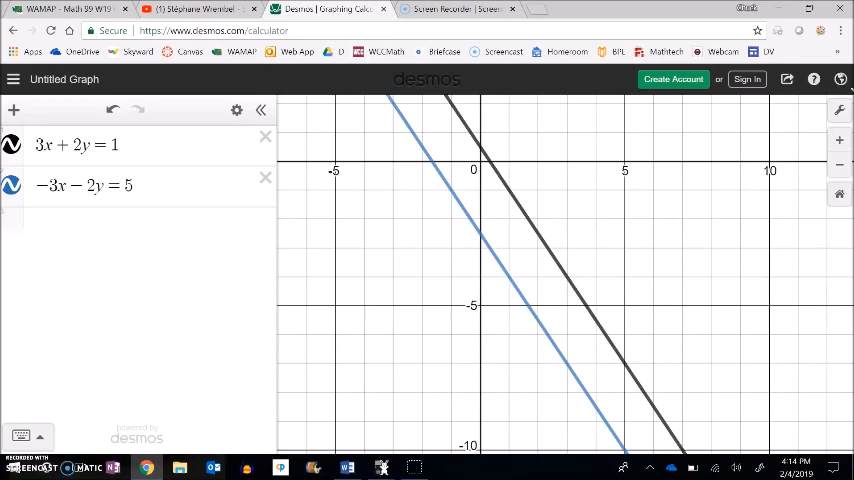 WAMAP - Math 99 W19
(1) Stéphane Wrembel -
Desmos | Graphing Calcu
Screen Recorder | Screen
Secure
https://www.desmos.com/calculator
Apps OneDrive Skyward Canvas WAMAP Web App D WCCMath Briefcase Screencast Homeroom BPL Mathtech Webcam DV »
Untitled Graph
desmos
Create Account or Sign In
3x + 2y = 1
−3x − 2y = 5
-5 0 5 10
-5
-10
powered by
desmos
RECORDED WITH
SCREENCAST MATIC
4:14 PM
2/4/2019